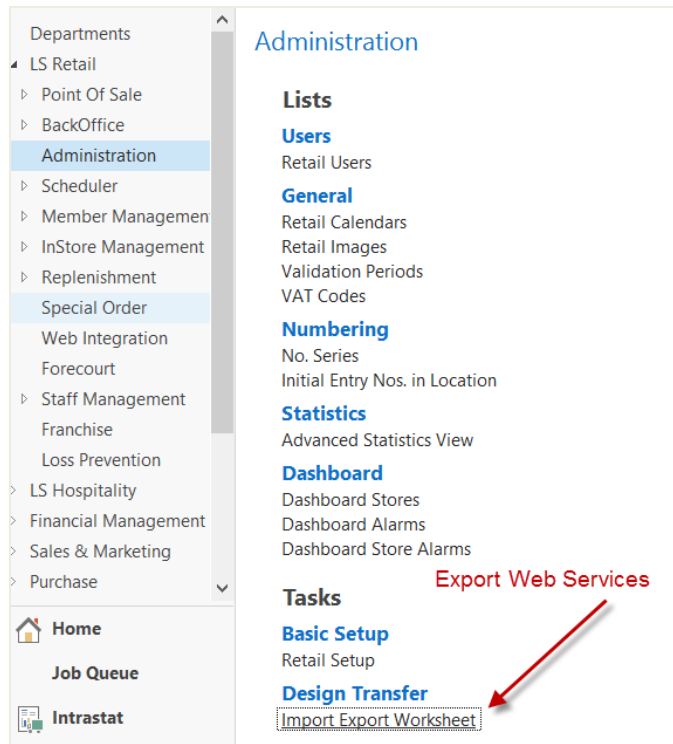 Departments
LS Retail
Point Of Sale
BackOffice
Administration
Scheduler
Member Managemen
InStore Management
Replenishment
Special Order
Web Integration
Forecourt
Staff Management
Franchise
Loss Prevention
LS Hospitality
Financial Management
Sales & Marketing
Purchase
Home
Job Queue
Intrastat
Administration
Lists
Users
Retail Users
General
Retail Calendars
Retail Images
Validation Periods
VAT Codes
Numbering
No. Series
Initial Entry Nos. in Location
Statistics
Advanced Statistics View
Dashboard
Dashboard Stores
Dashboard Alarms
Dashboard Store Alarms
Export Web Services
Tasks
Basic Setup
Retail Setup
Design Transfer
Import Export Worksheet